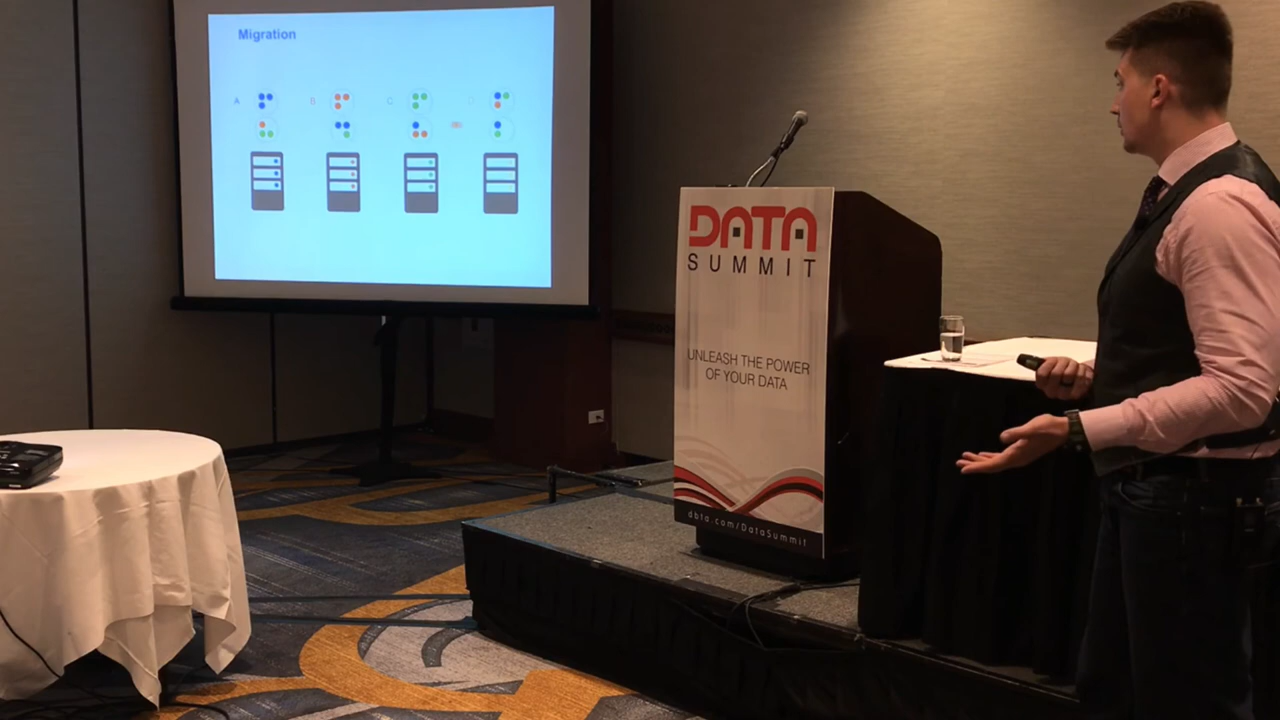 Migration
A
B
C
D
DATA
SUMMIT
UNLEASH THE POWER
OF YOUR DATA
dbta.com/DataSummit